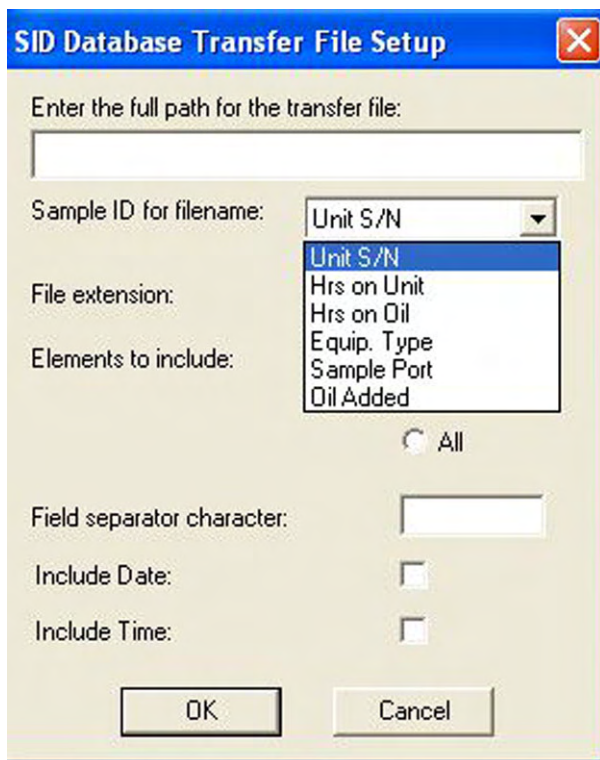 SID Database Transfer File Setup
Enter the full path for the transfer file:
Sample ID for filename:
Unit S/N
Unit S/N
Hrs on Unit
File extension:
Hrs on Oil
Equip. Type
Elements to include:
Sample Port
Oil Added
All
Field separator character:
Include Date:
Include Time:
OK
Cancel